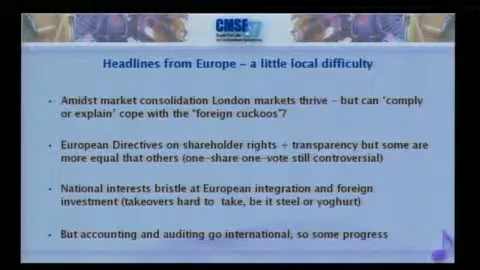 CMSF 07
Headlines from Europe – a little local difficulty
• Amidst market consolidation London markets thrive – but can 'comply
or explain' cope with the "foreign cuckoos"?
• European Directives on shareholder rights + transparency but some are
more equal that others (one-share one-vote still controversial)
• National interests bristle at European integration and foreign
investment (takeovers hard to take, be it steel or yoghurt)
• But accounting and auditing go international, so some progress